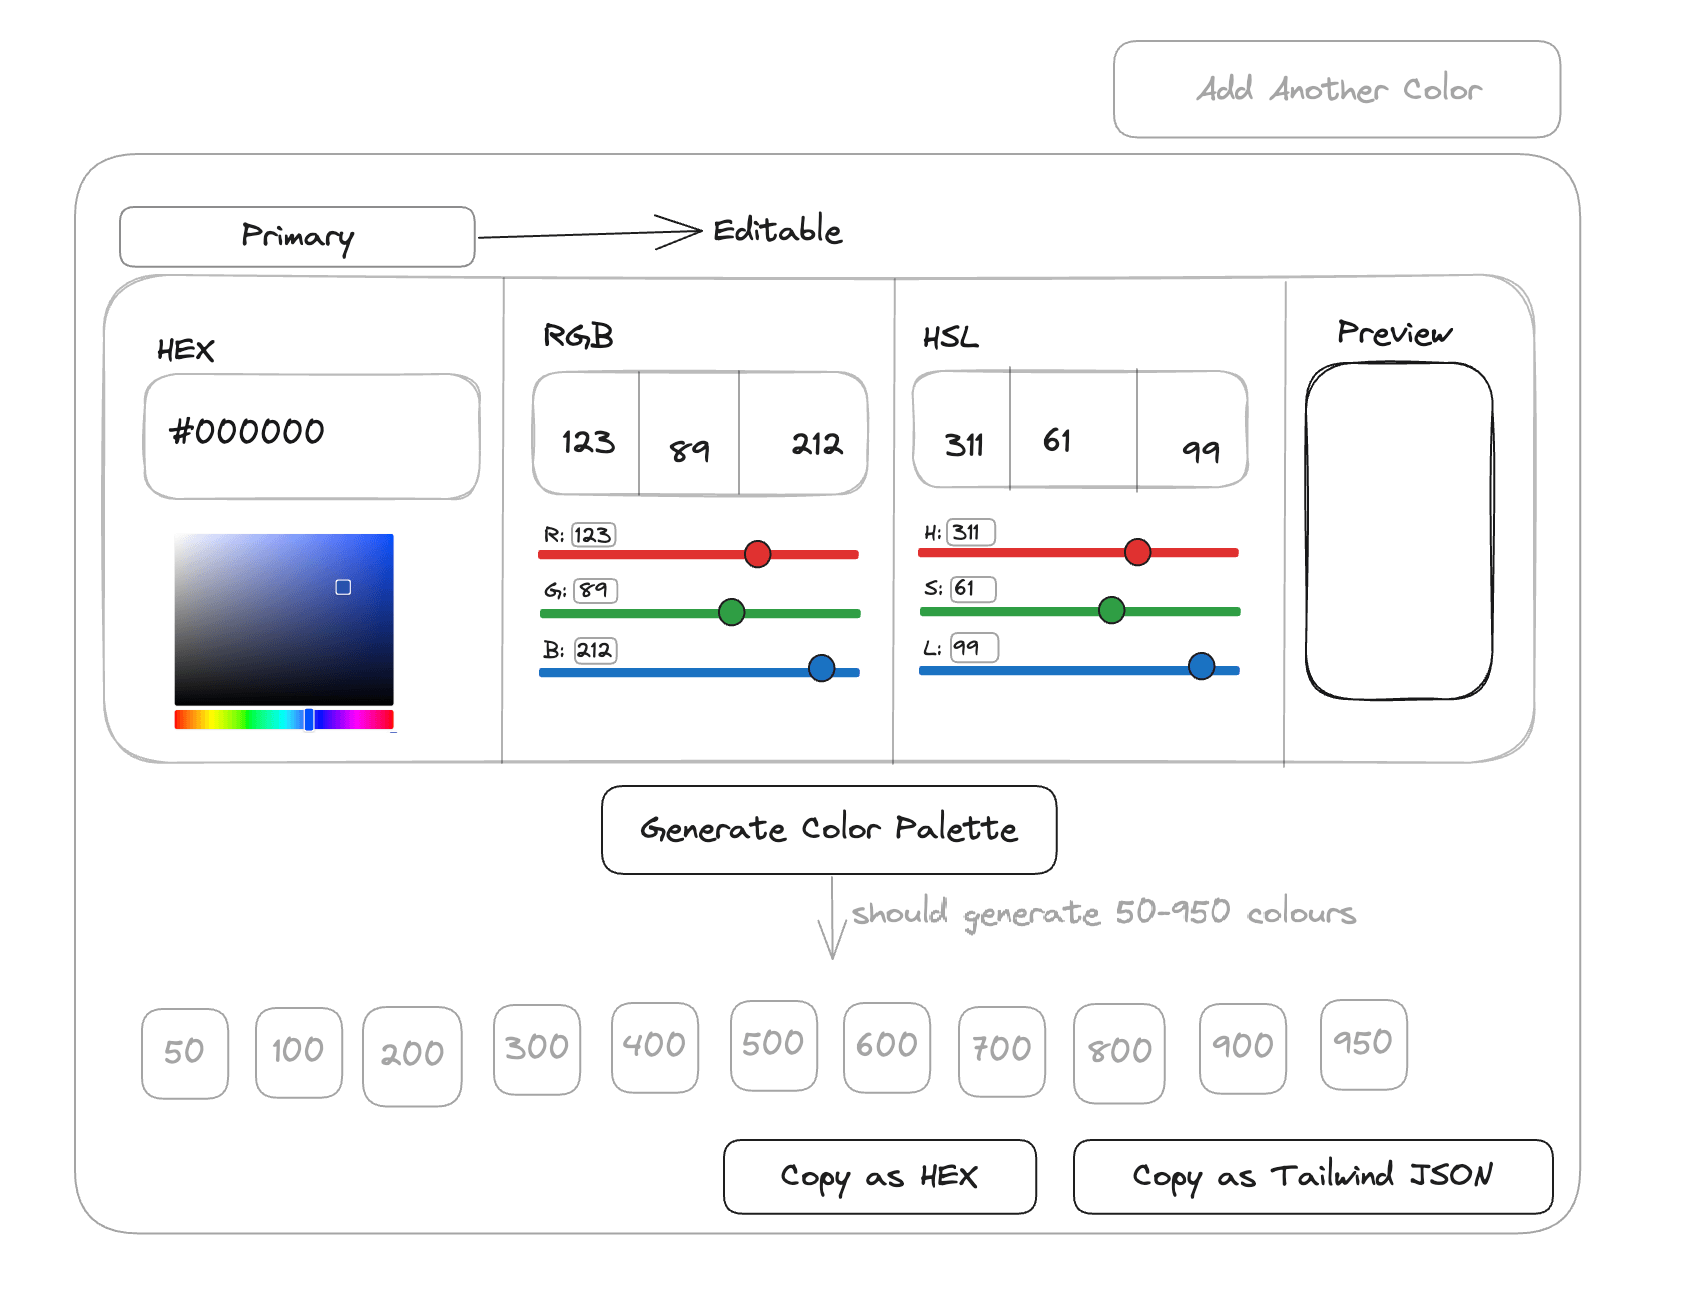 Add Another Color
Primary
Editable
HEX
#000000
RGB
123 89 212
R: 123
G: 89
B: 212
HSL
311 61 99
H: 311
S: 61
L: 99
Preview
Generate Color Palette
should generate 50-950 colours
50 100 200 300 400 500 600 700 800 900 950
Copy as HEX
Copy as Tailwind JSON